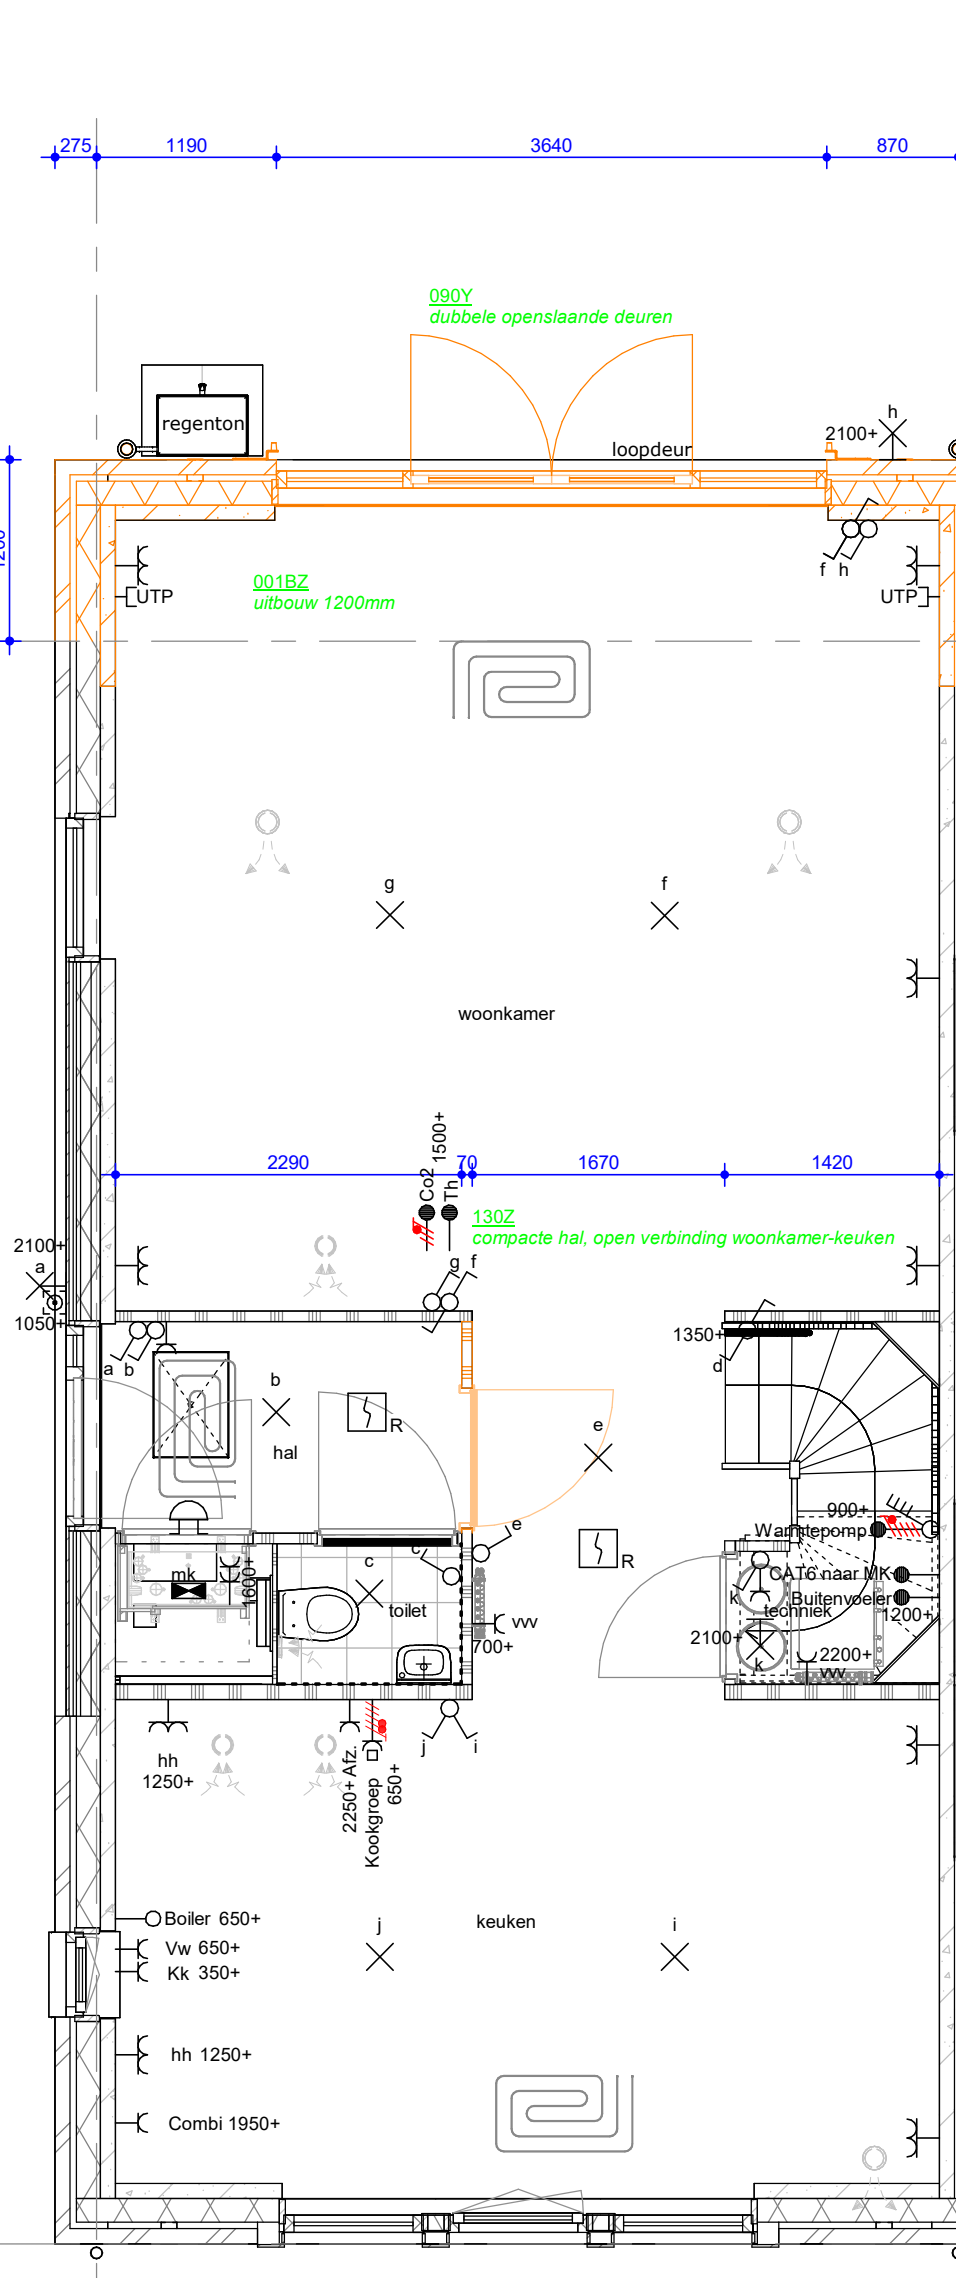 275 1190 3640 870
090Y
dubbele openslaande deuren
regenton
loopdeur
h
2100+
f h
UTP
UTP
001BZ
uitbouw 1200mm
g
f
woonkamer
1500+
Co2
Th
2290 70 1670 1420
130Z
compacte hal, open verbinding woonkamer-keuken
2100+
a
1050+
g f
1350+
d
a b
b
R
hal
e
e
c
c
R
mk
1600+
toilet
vvv
700+
900+
Warmtepomp
CAT6 naar MK
Buitenvoeler
1200+
techniek
k
2100+
k
2200+
vvv
j i
hh
1250+
2250+ Afz.
Kookgroep
650+
Boiler 650+
Vw 650+
Kk 350+
j
keuken
i
hh 1250+
Combi 1950+